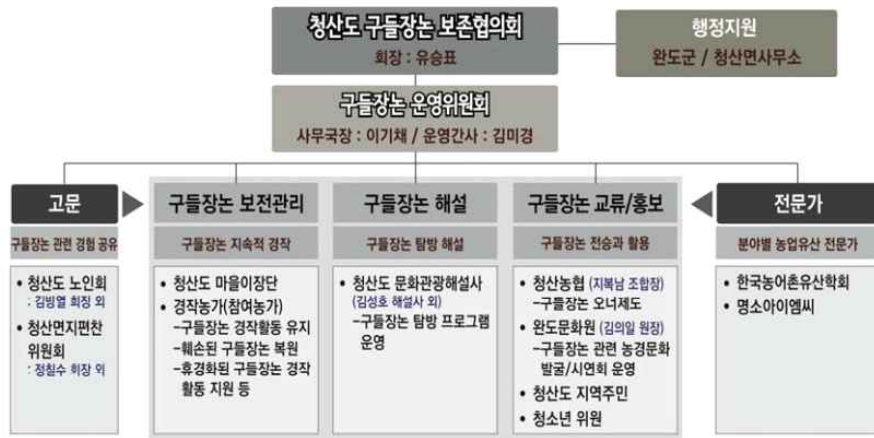 청산도 구들장논 보존협의회
회장 : 유승표
행정지원
완도군 / 청산면사무소
구들장논 운영위원회
사무국장 : 이기채 / 운영간사 : 김미경
고문
구들장논 관련 경험 공유
• 청산도 노인회
: 김빙열 회장 외
• 청산면지편찬
위원회
: 정칠수 회장 외
구들장논 보전관리
구들장논 지속적 경작
• 청산도 마을이장단
• 경작농가(참여농가)
-구들장논 경작활동 유지
-훼손된 구들장논 복원
-휴경화된 구들장논 경작
활동 지원 등
구들장논 해설
구들장논 탐방 해설
• 청산도 문화관광해설사
(김성호 해설사 외)
-구들장논 탐방 프로그램
운영
구들장논 교류/홍보
구들장논 전승과 활용
• 청산농협 (지복남 조합장)
-구들장논 오너제도
• 완도문화원 (김의일 원장)
-구들장논 관련 농경문화
발굴/시연회 운영
• 청산도 지역주민
• 청소년 위원
전문가
분야별 농업유산 전문가
• 한국농어촌유산학회
• 명소아이엠씨